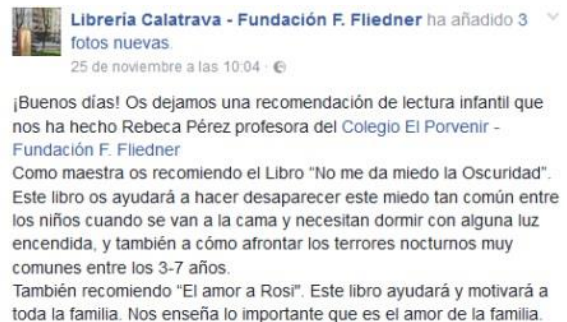 Librería Calatrava - Fundación F. Fliedner ha añadido 3
fotos nuevas.
25 de noviembre a las 10:04 ·
¡Buenos días! Os dejamos una recomendación de lectura infantil que
nos ha hecho Rebeca Pérez profesora del Colegio El Porvenir -
Fundación F. Fliedner
Como maestra os recomiendo el Libro "No me da miedo la Oscuridad".
Este libro os ayudará a hacer desaparecer este miedo tan común entre
los niños cuando se van a la cama y necesitan dormir con alguna luz
encendida, y también a cómo afrontar los terrores nocturnos muy
comunes entre los 3-7 años.
También recomiendo "El amor a Rosi". Este libro ayudará y motivará a
toda la familia. Nos enseña lo importante que es el amor de la familia.